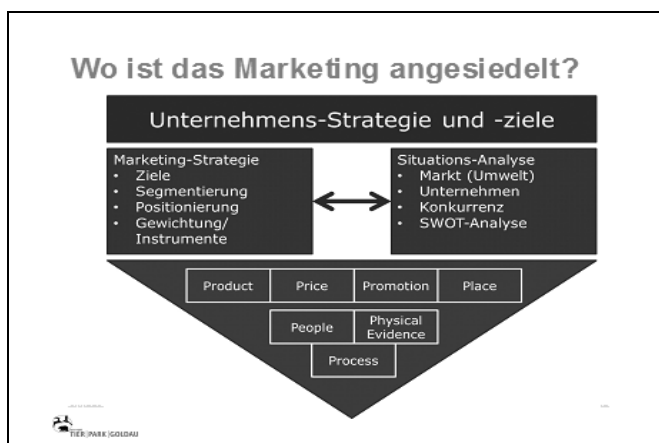 Wo ist das Marketing angesiedelt?
Unternehmens-Strategie und -ziele
Marketing-Strategie
• Ziele
• Segmentierung
• Positionierung
• Gewichtung/
Instrumente
Situations-Analyse
• Markt (Umwelt)
• Unternehmen
• Konkurrenz
• SWOT-Analyse
Product
Price
Promotion
Place
People
Physical
Evidence
Process
TIER|PARK|GOLDAU